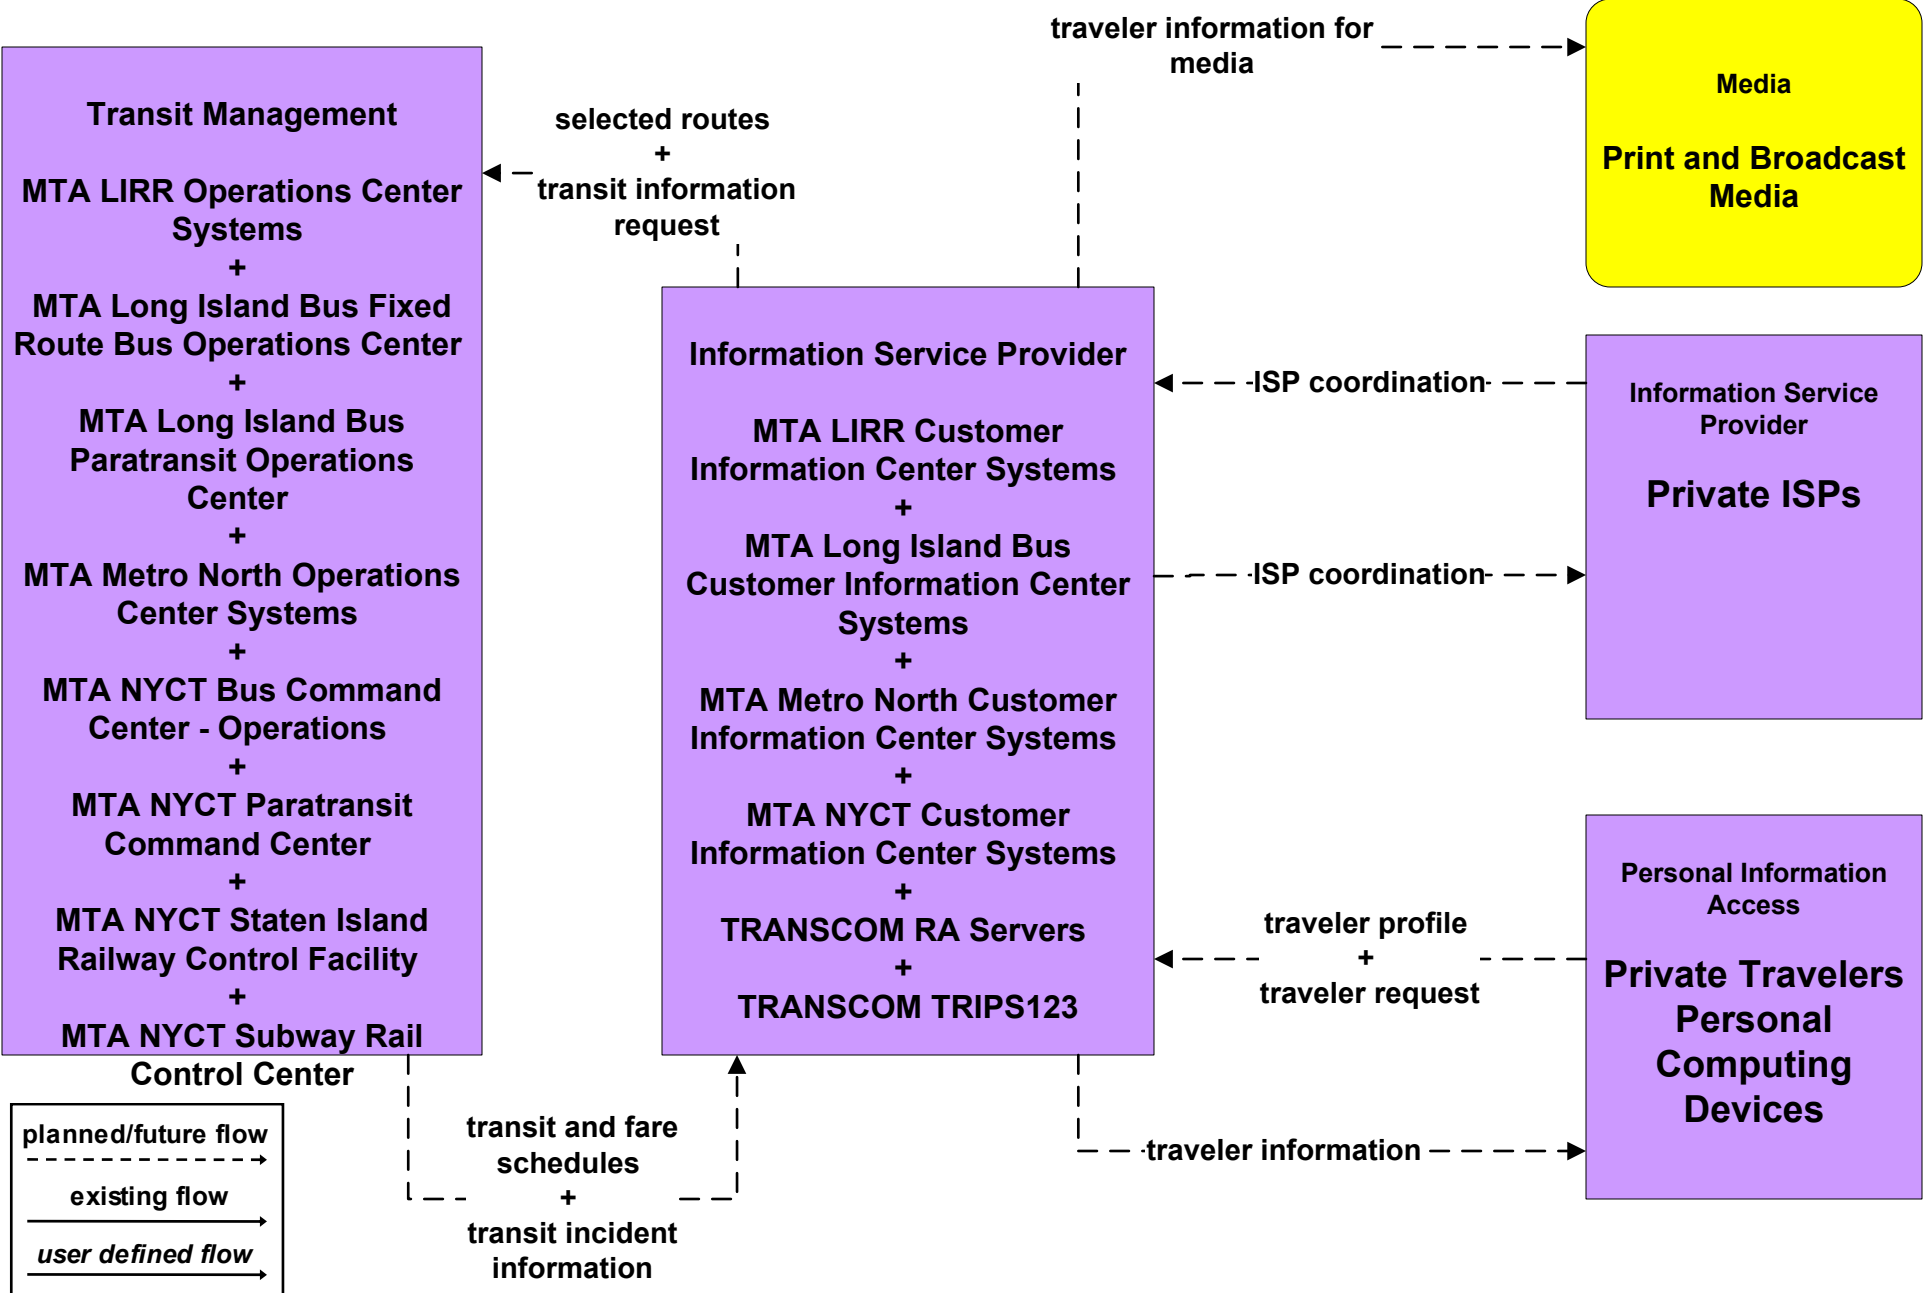 Transit Management
MTA LIRR Operations Center
Systems
+
MTA Long Island Bus Fixed
Route Bus Operations Center
+
MTA Long Island Bus
Paratransit Operations
Center
+
MTA Metro North Operations
Center Systems
+
MTA NYCT Bus Command
Center - Operations
+
MTA NYCT Paratransit
Command Center
+
MTA NYCT Staten Island
Railway Control Facility
+
MTA NYCT Subway Rail
Control Center
selected routes
+
transit information
request
traveler information for
media
Media
Print and Broadcast
Media
Information Service Provider
MTA LIRR Customer
Information Center Systems
+
MTA Long Island Bus
Customer Information Center
Systems
+
MTA Metro North Customer
Information Center Systems
+
MTA NYCT Customer
Information Center Systems
+
TRANSCOM RA Servers
+
TRANSCOM TRIPS123
ISP coordination
ISP coordination
Information Service
Provider
Private ISPs
traveler profile
+
traveler request
Personal Information
Access
Private Travelers
Personal
Computing
Devices
traveler information
transit and fare
schedules
+
transit incident
information
planned/future flow
existing flow
user defined flow